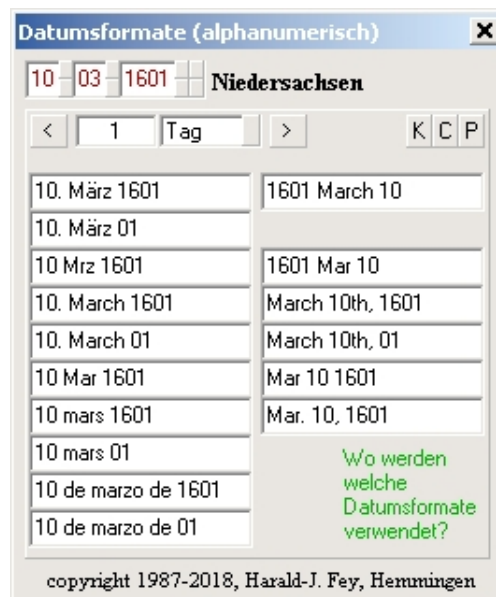 Datumsformate (alphanumerisch)
10 03 1601 Niedersachsen
< 1 Tag > K C P
10. März 1601 1601 March 10
10. März 01
10 Mrz 1601 1601 Mar 10
10. March 1601 March 10th, 1601
10. March 01 March 10th, 01
10 Mar 1601 Mar 10 1601
10 mars 1601 Mar. 10, 1601
10 mars 01
10 de marzo de 1601
10 de marzo de 01
Wo werden
welche
Datumsformate
verwendet?
copyright 1987-2018, Harald-J. Fey, Hemmingen